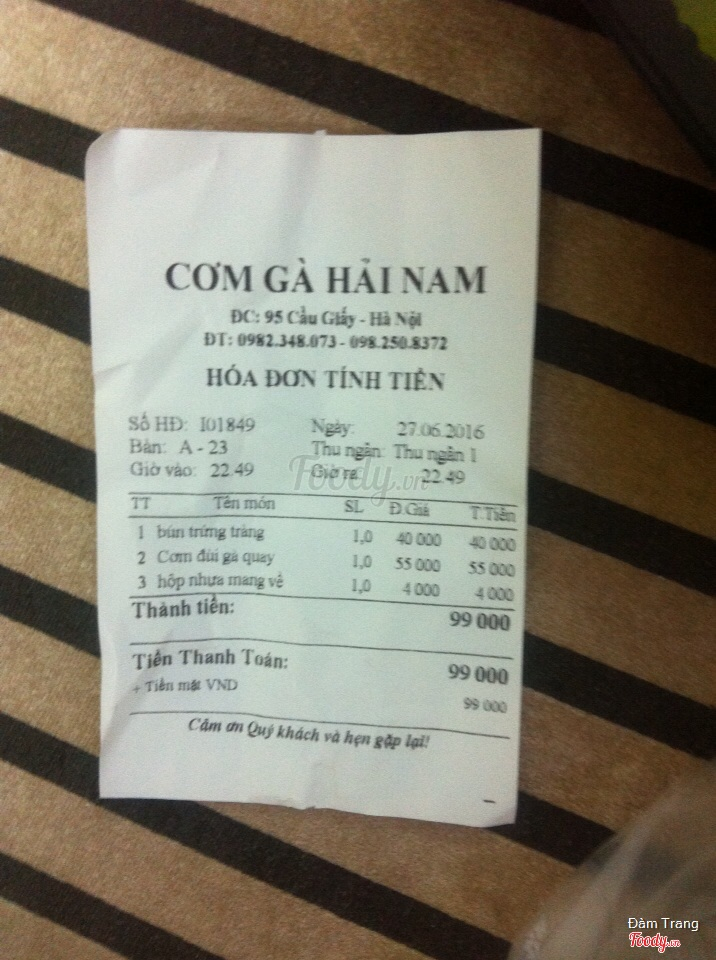 CƠM GÀ HẢI NAM
ĐC: 95 Cầu Giấy - Hà Nội
ĐT: 0982.348.073 - 098.250.8372
HÓA ĐƠN TÍNH TIỀN
Số HĐ: I01849 Ngày: 27.06.2016
Bàn: A - 23 Thu ngân: Thu ngân 1
Giờ vào: 22.49 Giờ ra 22.49
Foody.vn
TT Tên món SL Đ.Giá T.Tiền
1 bún trứng tràng 1,0 40 000 40 000
2 Cơm đùi gà quay 1,0 55 000 55 000
3 hộp nhựa mang về 1,0 4 000 4 000
Thành tiền: 99 000
Tiền Thanh Toán: 99 000
+ Tiền mặt VND 99 000
Cảm ơn Quý khách và hẹn gặp lại!
Đàm Trang
Foody.vn